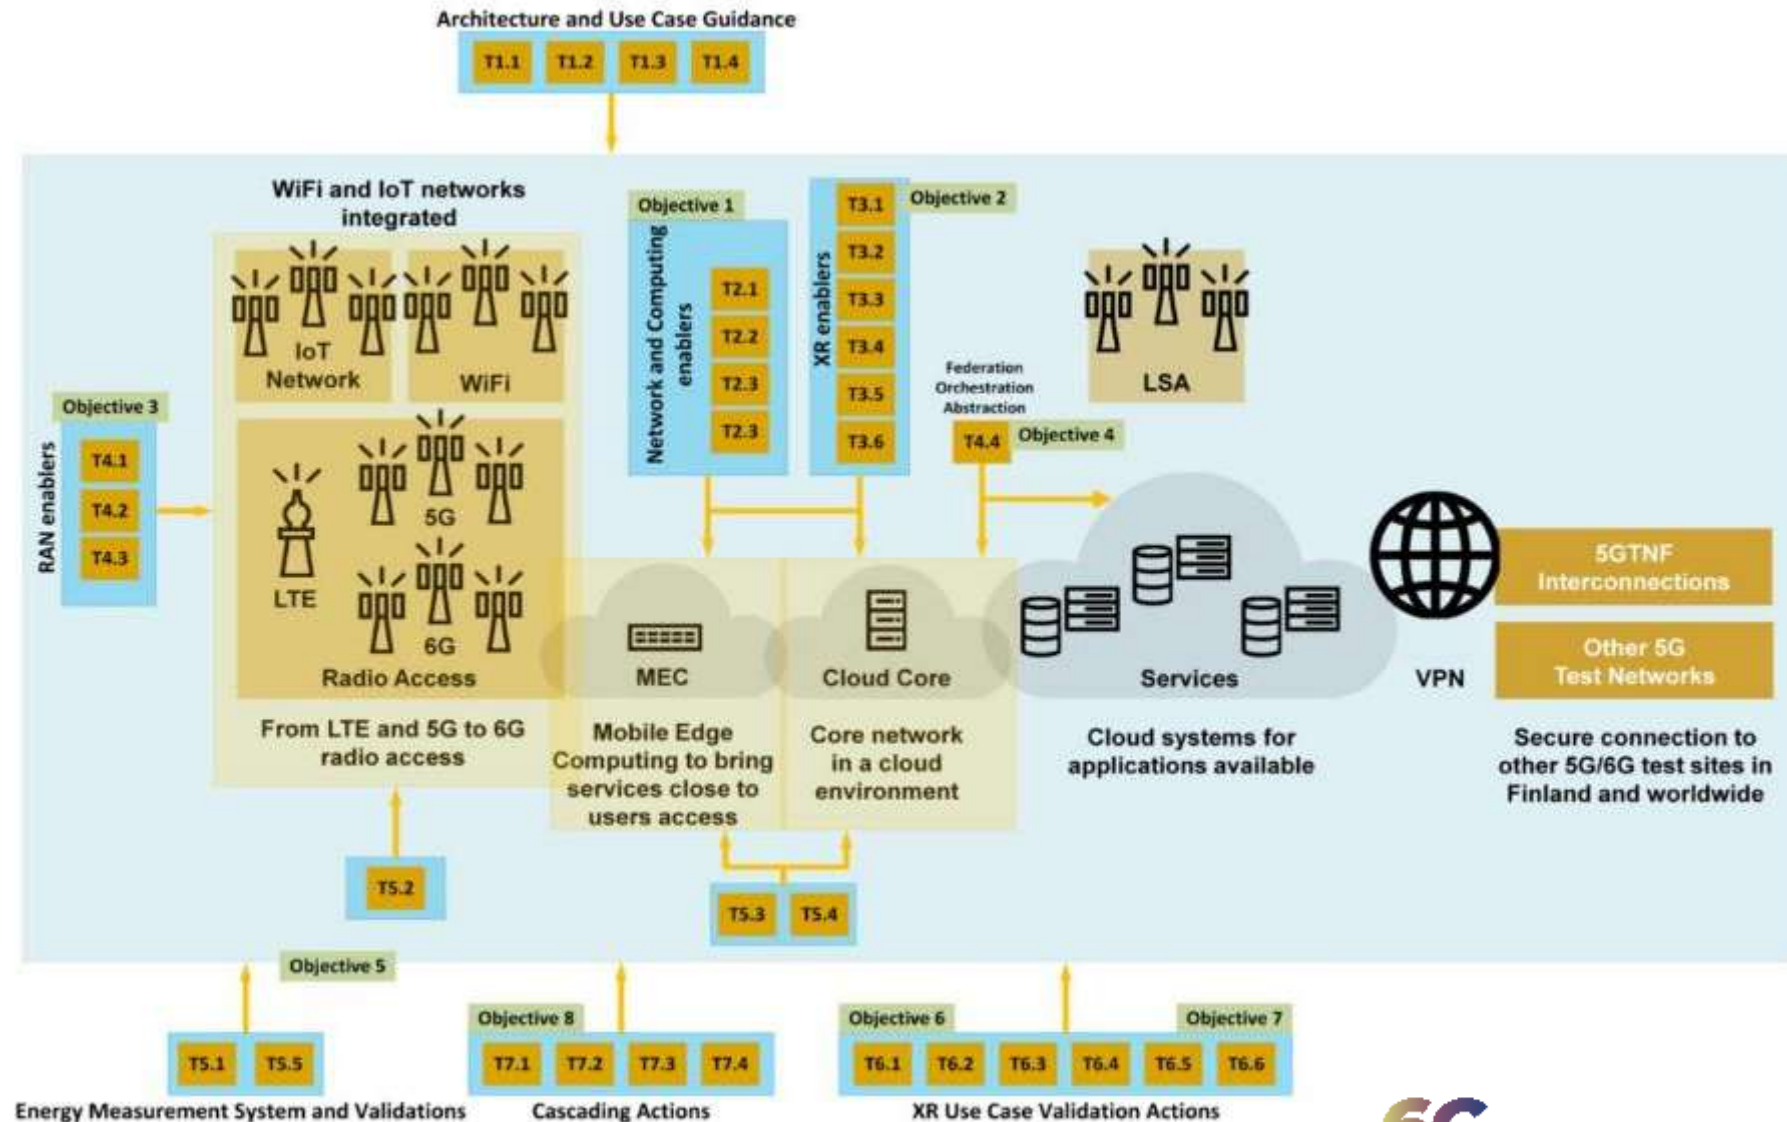 Architecture and Use Case Guidance
T1.1 T1.2 T1.3 T1.4
WiFi and IoT networks
integrated
IoT
Network
WiFi
Objective 3
RAN enablers
T4.1
T4.2
T4.3
LTE
5G
6G
Radio Access
From LTE and 5G to 6G
radio access
Objective 1
Network and Computing
enablers
T2.1
T2.2
T2.3
T2.3
Objective 2
XR enablers
T3.1
T3.2
T3.3
T3.4
T3.5
T3.6
Federation
Orchestration
Abstraction
T4.4
Objective 4
LSA
MEC
Mobile Edge
Computing to bring
services close to
users access
Cloud Core
Core network
in a cloud
environment
Services
Cloud systems for
applications available
VPN
5GTNF
Interconnections
Other 5G
Test Networks
Secure connection to
other 5G/6G test sites in
Finland and worldwide
T5.2
T5.3 T5.4
Objective 5
T5.1 T5.5
Energy Measurement System and Validations
Objective 8
T7.1 T7.2 T7.3 T7.4
Cascading Actions
Objective 6
Objective 7
T6.1 T6.2 T6.3 T6.4 T6.5 T6.6
XR Use Case Validation Actions